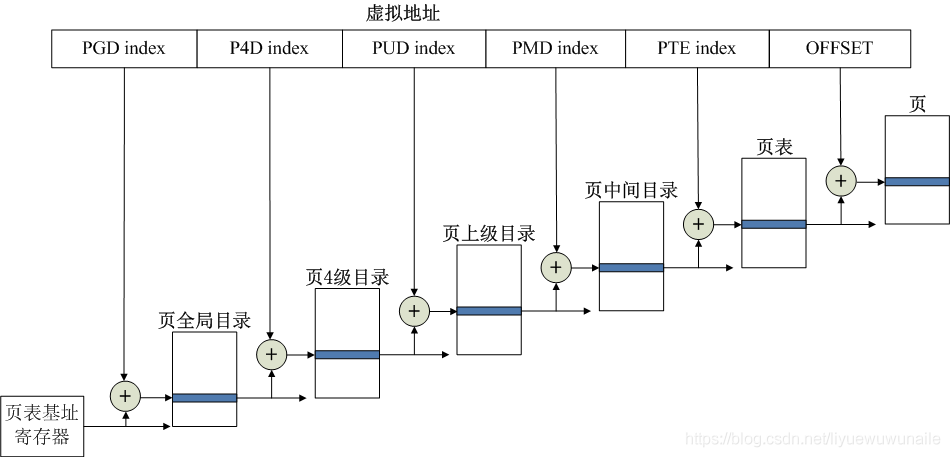 虚拟地址
PGD index
P4D index
PUD index
PMD index
PTE index
OFFSET
页
页表
页中间目录
页上级目录
页4级目录
页全局目录
页表基址
寄存器
+
+
+
+
+
+
https://blog.csdn.net/liyuewuwunaile